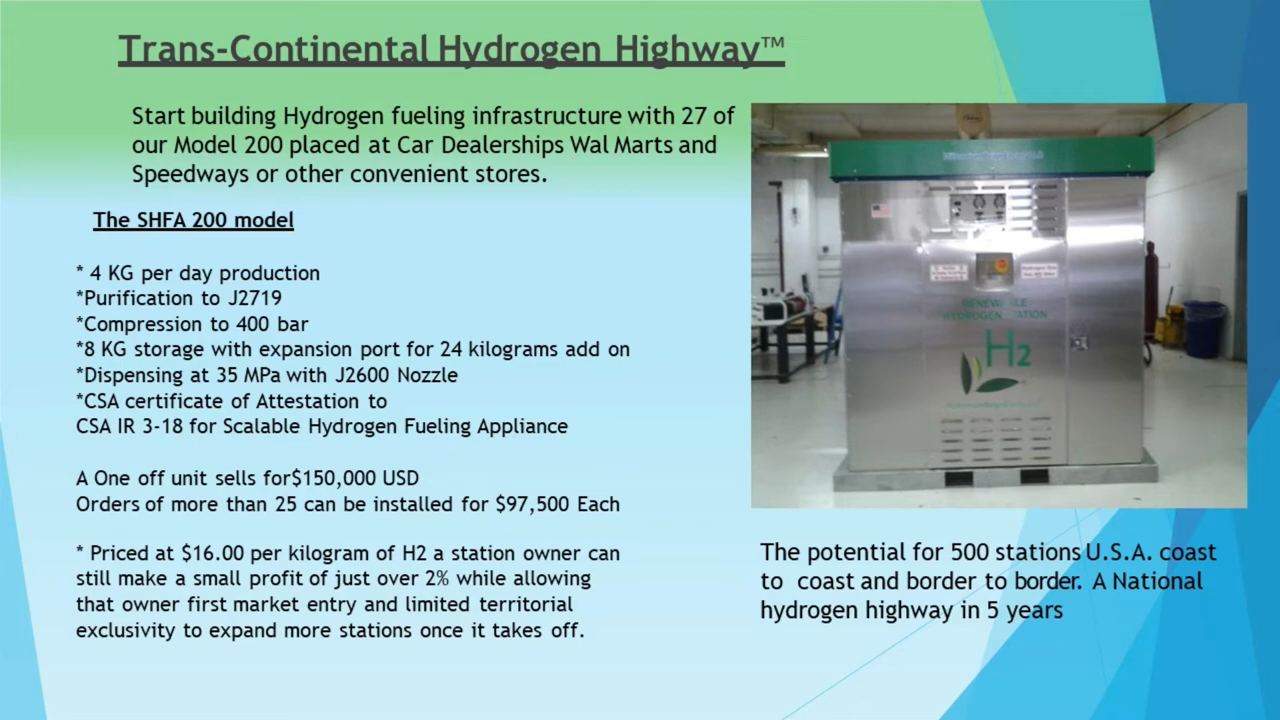 Trans-Continental Hydrogen Highway™
Start building Hydrogen fueling infrastructure with 27 of
our Model 200 placed at Car Dealerships Wal Marts and
Speedways or other convenient stores.
The SHFA 200 model
* 4 KG per day production
*Purification to J2719
*Compression to 400 bar
*8 KG storage with expansion port for 24 kilograms add on
*Dispensing at 35 MPa with J2600 Nozzle
*CSA certificate of Attestation to
CSA IR 3-18 for Scalable Hydrogen Fueling Appliance
A One off unit sells for$150,000 USD
Orders of more than 25 can be installed for $97,500 Each
* Priced at $16.00 per kilogram of H2 a station owner can
still make a small profit of just over 2% while allowing
that owner first market entry and limited territorial
exclusivity to expand more stations once it takes off.
RENEWABLE
HYDROGEN STATION
H2
The potential for 500 stations U.S.A. coast
to coast and border to border. A National
hydrogen highway in 5 years